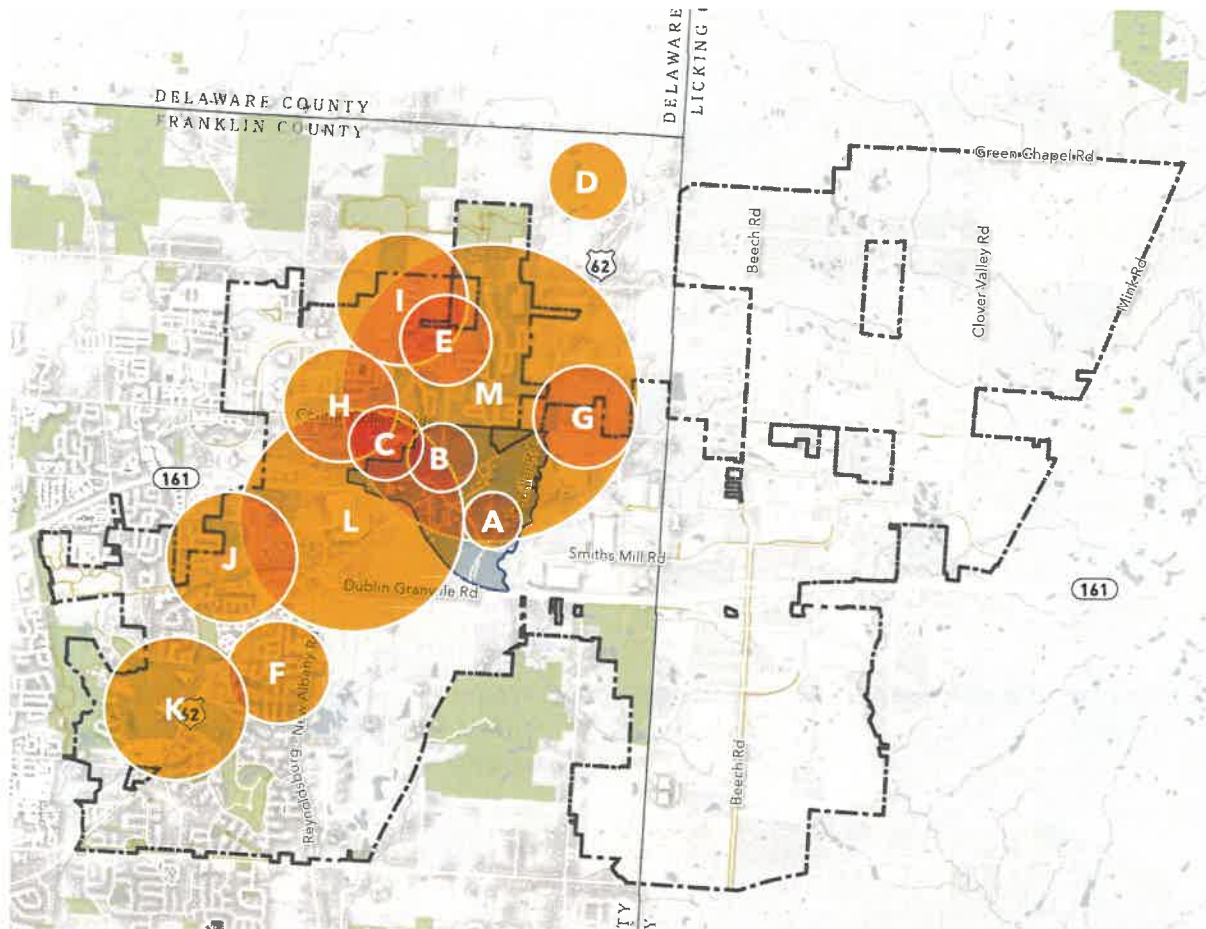 DELAWARE COUNTY
FRANKLIN COUNTY
DELAWARE
LICKING
Green Chapel Rd
Beech Rd
Clover Valley Rd
Mink Rd
62
D
I
E
M
H
G
C
B
A
161
L
J
Smiths Mill Rd
Dublin Granville Rd
161
F
K
62
Reynoldsburg New Albany Rd
Beech Rd
TY
Y